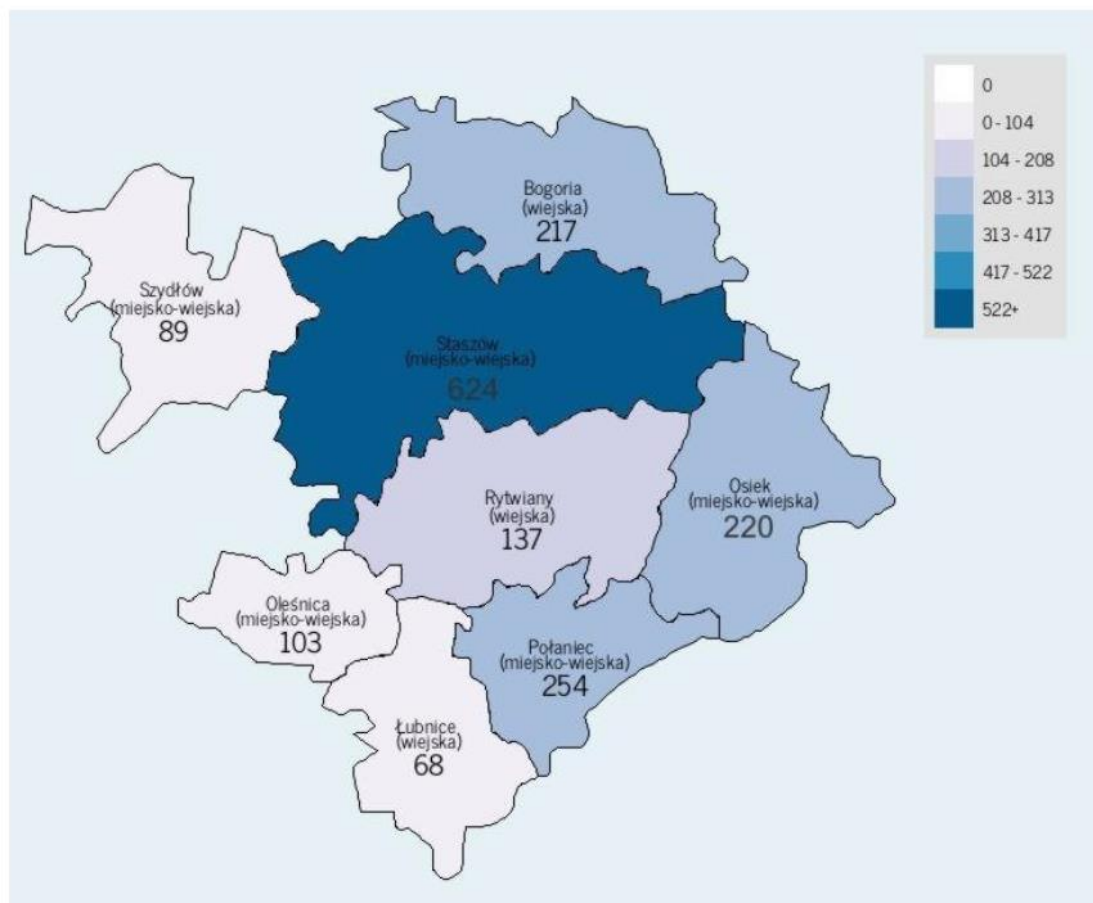 0
0 - 104
104 - 208
208 - 313
313 - 417
417 - 522
522+
Bogoria
(wiejska)
217
Szydłów
(miejsko-wiejska)
89
Staszów
(miejsko-wiejska)
624
Osiek
(miejsko-wiejska)
220
Rytwiany
(wiejska)
137
Oleśnica
(miejsko-wiejska)
103
Połaniec
(miejsko-wiejska)
254
Łubnice
(wiejska)
68